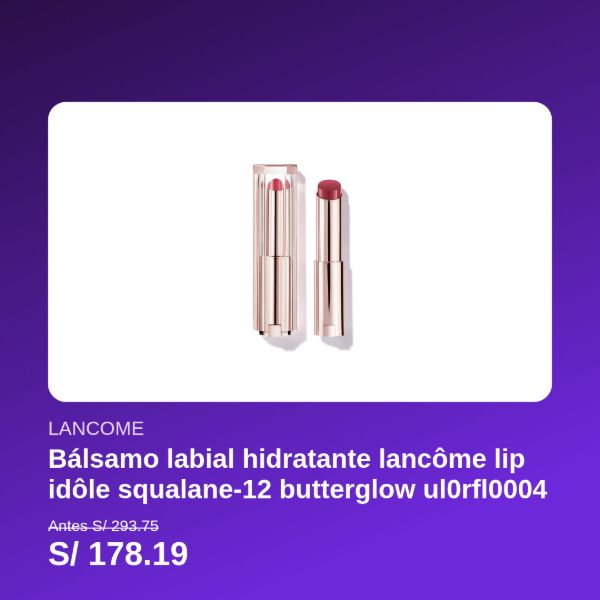 LANCOME
Bálsamo labial hidratante lancôme lip
idôle squalane-12 butterglow ul0rfl0004
Antes S/ 293.75
S/ 178.19